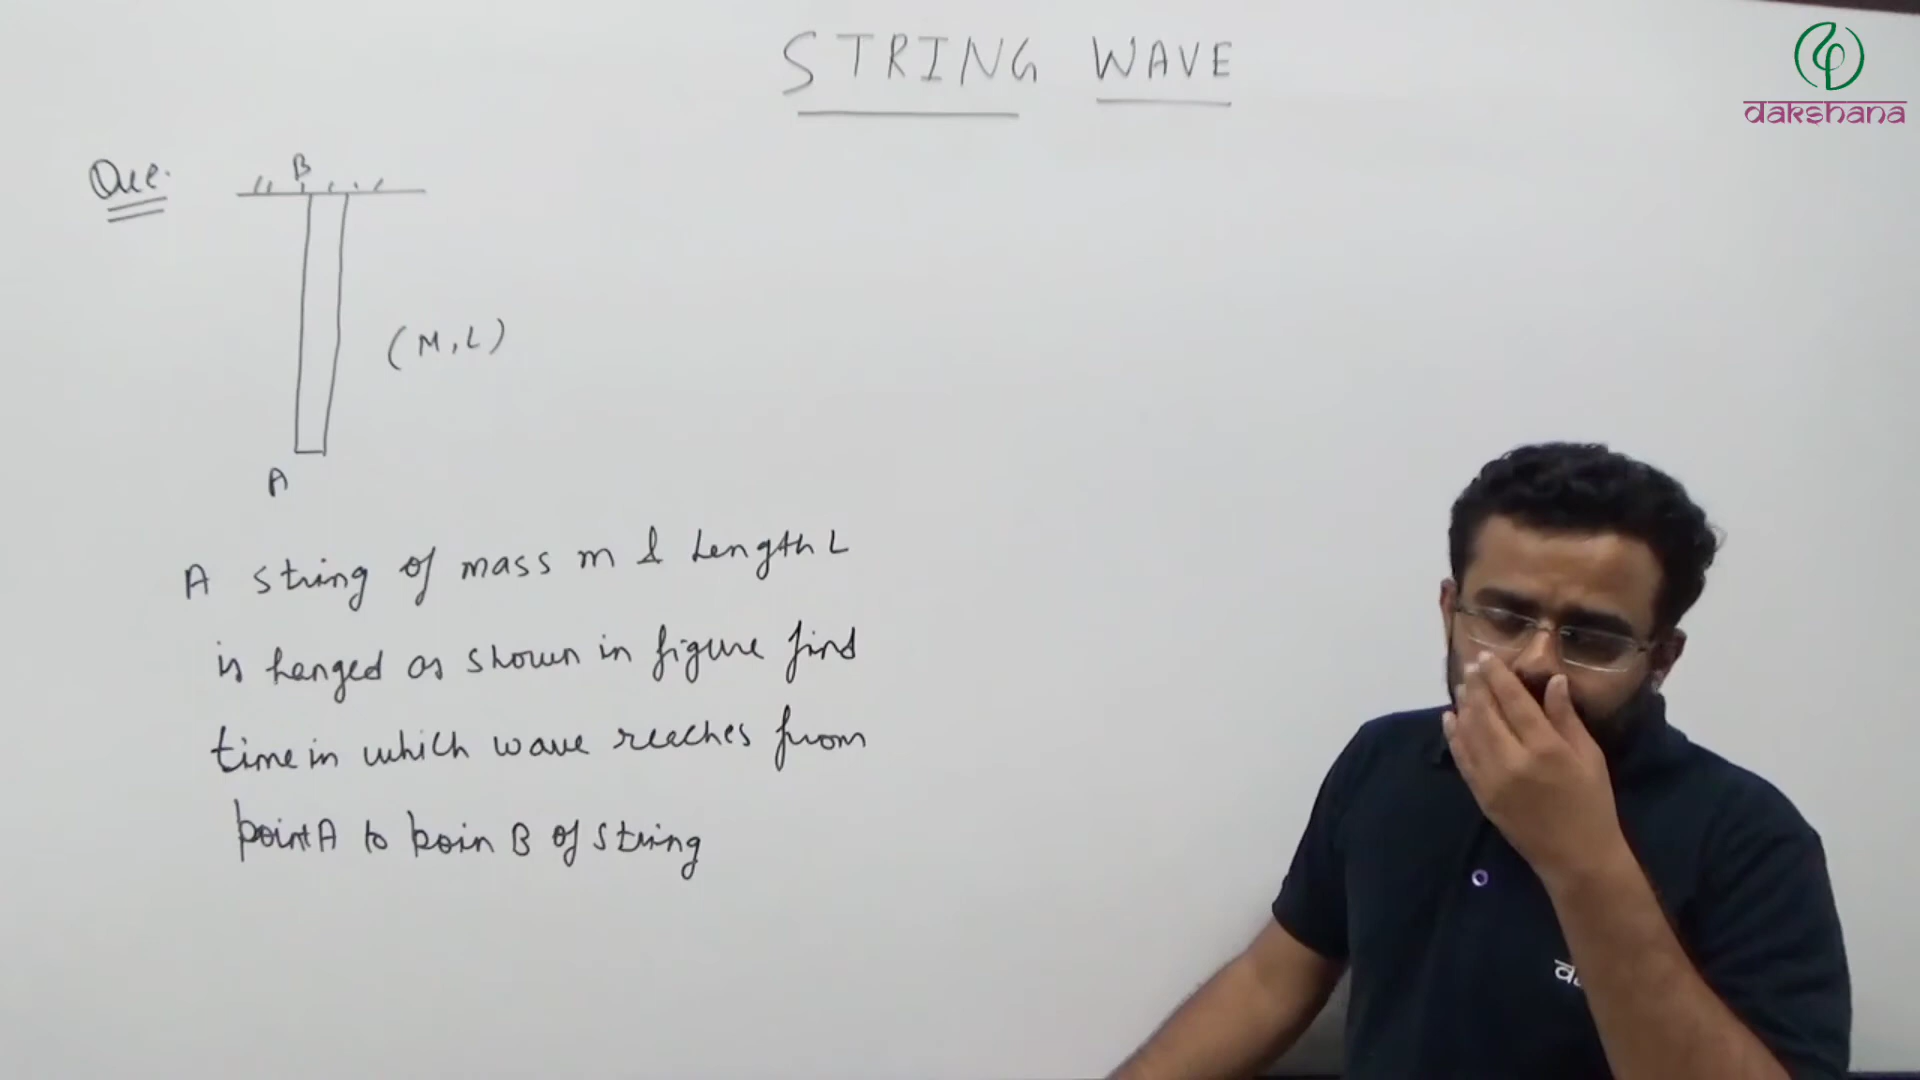 STRING WAVE
dakshana
Que.
B
(M,L)
A
A string of mass m & Length L
is hanged as shown in figure find
time in which wave reaches from
point A to poin B of string